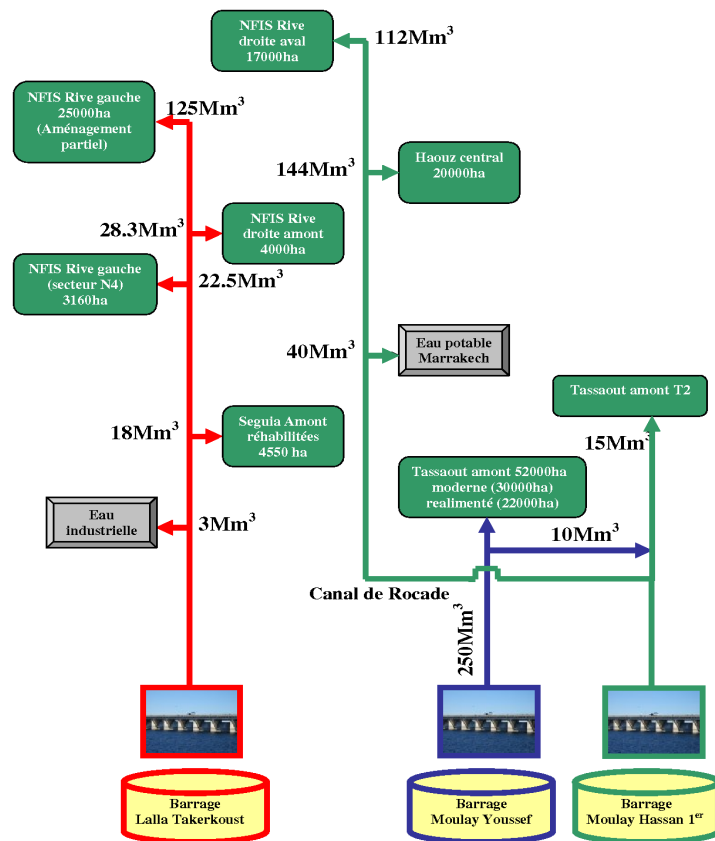 NFIS Rive
droite aval
17000ha
112Mm³
NFIS Rive gauche
25000ha
(Aménagement
partiel)
125Mm³
144Mm³
Haouz central
20000ha
28.3Mm³
NFIS Rive
droite amont
4000ha
NFIS Rive gauche
(secteur N4)
3160ha
22.5Mm³
40Mm³
Eau potable
Marrakech
Tassaout amont T2
18Mm³
Seguia Amont
réhabilitées
4550 ha
15Mm³
Tassaout amont 52000ha
moderne (30000ha)
realimenté (22000ha)
Eau
industrielle
3Mm³
10Mm³
Canal de Rocade
250Mm³
Barrage
Lalla Takerkoust
Barrage
Moulay Youssef
Barrage
Moulay Hassan 1er